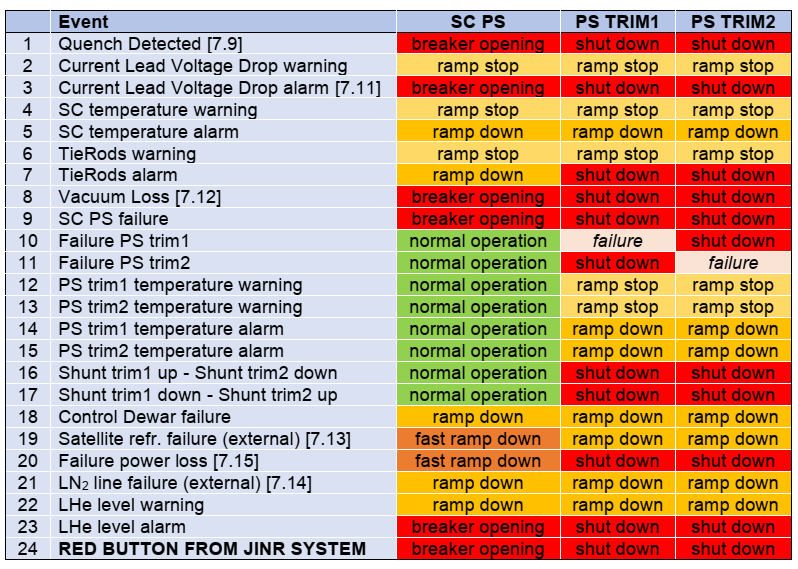 Event SC PS PS TRIM1 PS TRIM2
1 Quench Detected [7.9] breaker opening shut down shut down
2 Current Lead Voltage Drop warning ramp stop ramp stop ramp stop
3 Current Lead Voltage Drop alarm [7.11] breaker opening shut down shut down
4 SC temperature warning ramp stop ramp stop ramp stop
5 SC temperature alarm ramp down ramp down ramp down
6 TieRods warning ramp stop ramp stop ramp stop
7 TieRods alarm ramp down shut down shut down
8 Vacuum Loss [7.12] breaker opening shut down shut down
9 SC PS failure breaker opening shut down shut down
10 Failure PS trim1 normal operation failure shut down
11 Failure PS trim2 normal operation shut down failure
12 PS trim1 temperature warning normal operation ramp stop ramp stop
13 PS trim2 temperature warning normal operation ramp stop ramp stop
14 PS trim1 temperature alarm normal operation ramp down ramp down
15 PS trim2 temperature alarm normal operation ramp down ramp down
16 Shunt trim1 up - Shunt trim2 down normal operation shut down shut down
17 Shunt trim1 down - Shunt trim2 up normal operation shut down shut down
18 Control Dewar failure ramp down ramp down ramp down
19 Satellite refr. failure (external) [7.13] fast ramp down ramp down ramp down
20 Failure power loss [7.15] fast ramp down shut down shut down
21 LN₂ line failure (external) [7.14] ramp down ramp down ramp down
22 LHe level warning ramp down ramp down ramp down
23 LHe level alarm breaker opening shut down shut down
24 RED BUTTON FROM JINR SYSTEM breaker opening shut down shut down